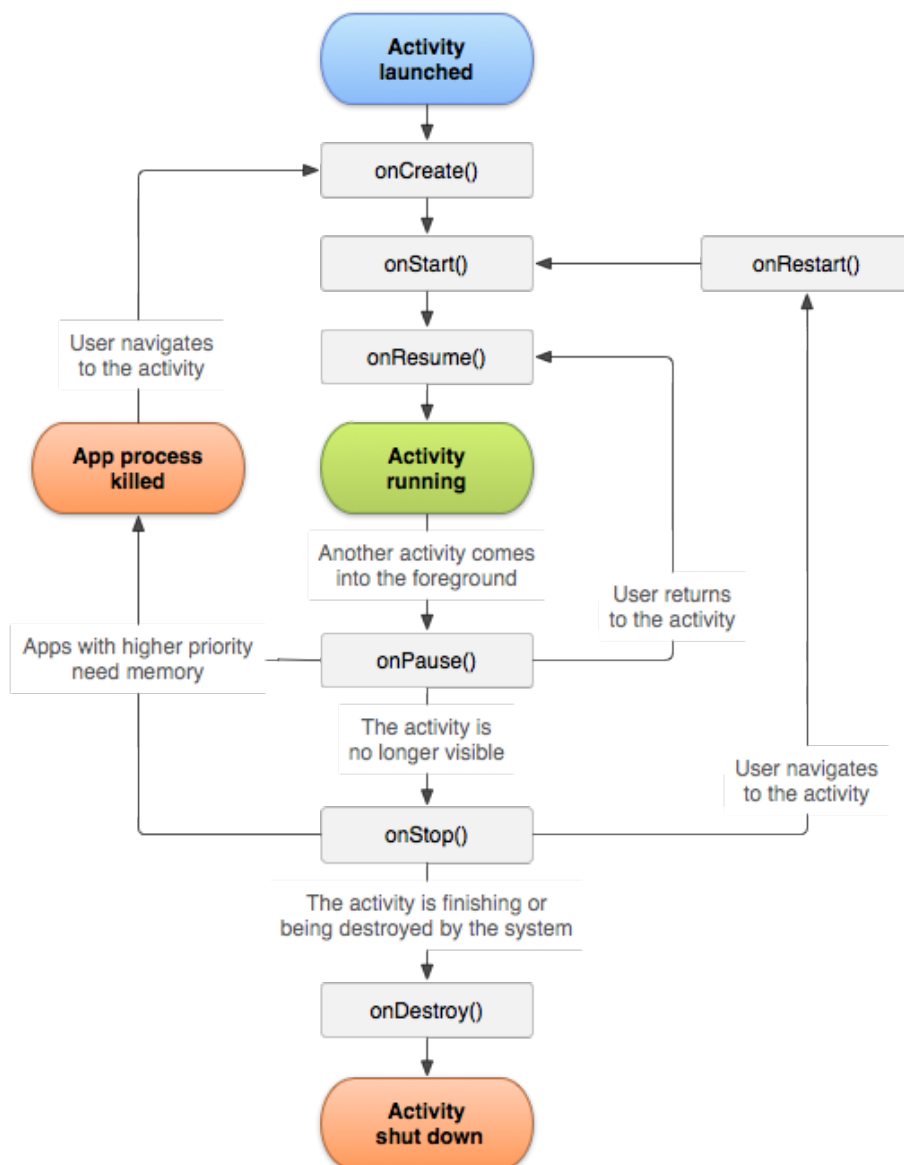 Activity
launched
onCreate()
onStart()
onRestart()
onResume()
User navigates
to the activity
App process
killed
Activity
running
Another activity comes
into the foreground
User returns
to the activity
Apps with higher priority
need memory
onPause()
The activity is
no longer visible
User navigates
to the activity
onStop()
The activity is finishing or
being destroyed by the system
onDestroy()
Activity
shut down